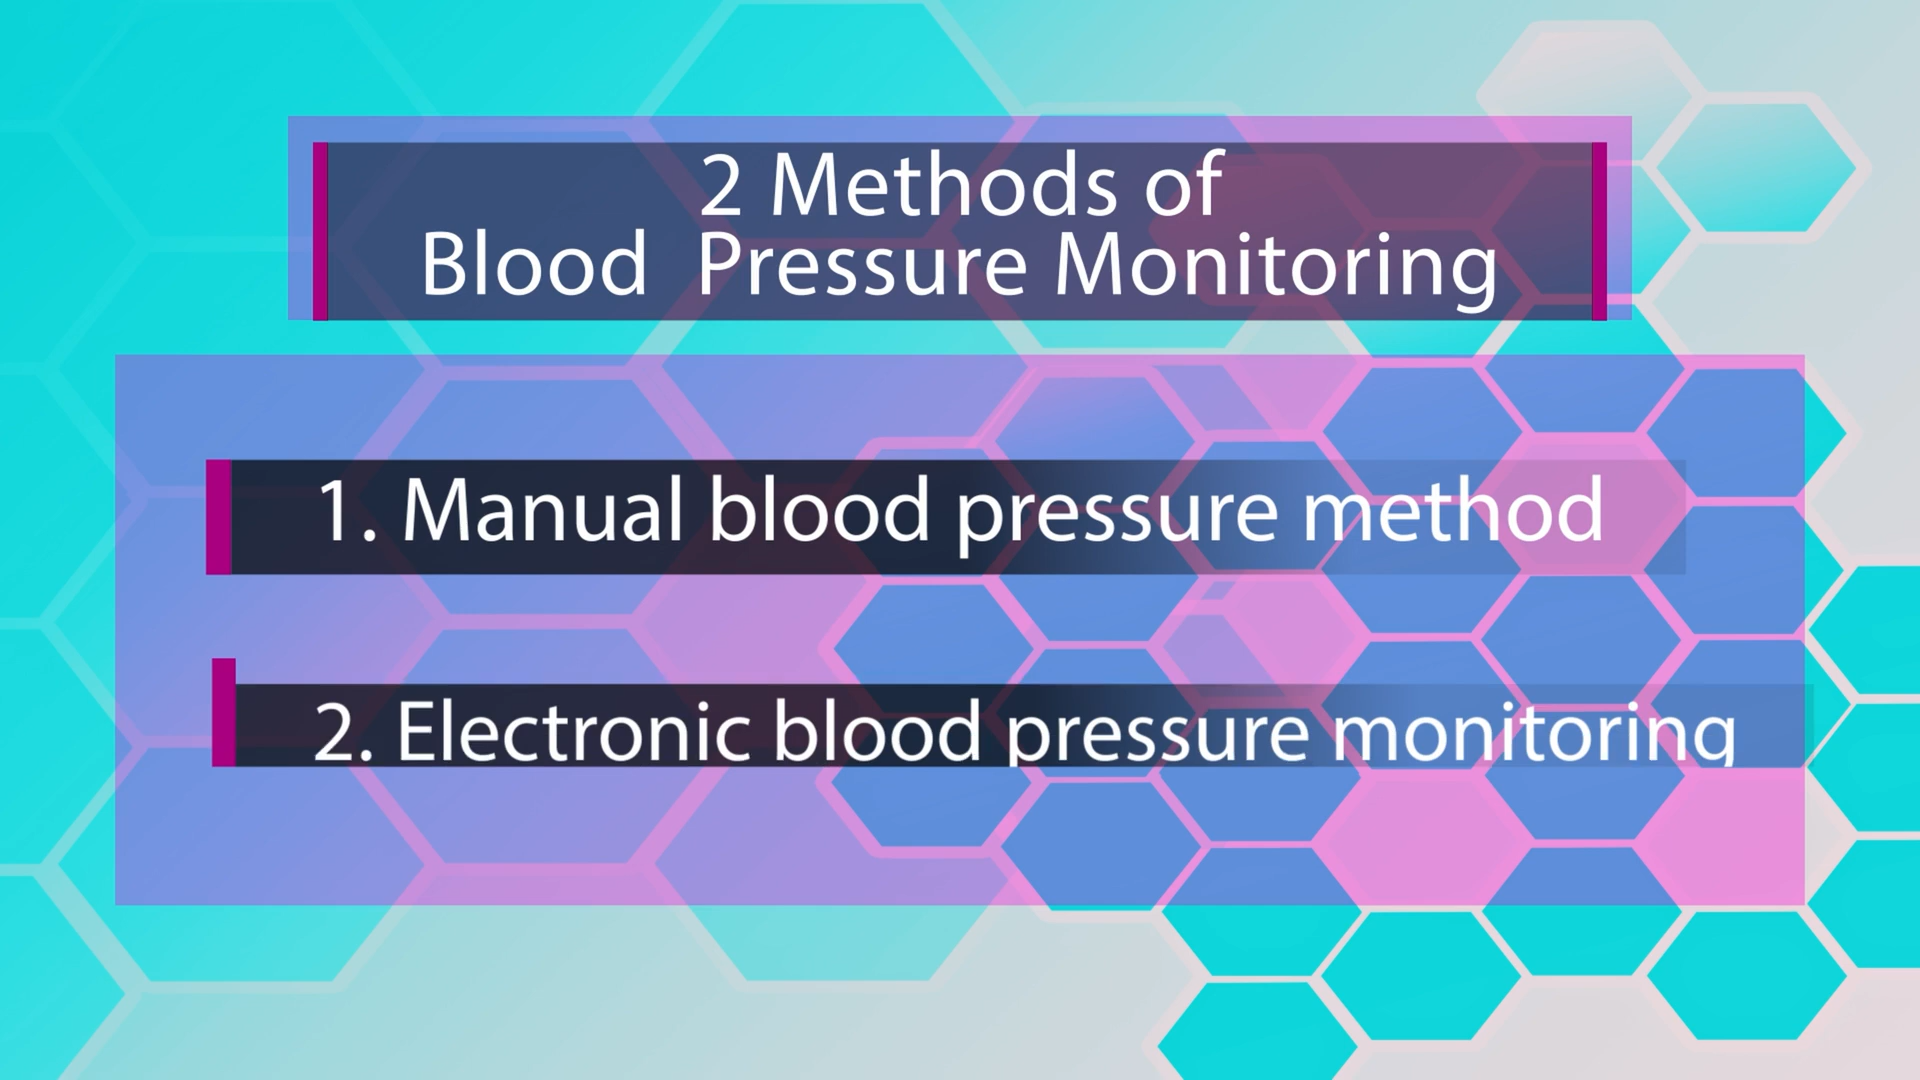 2 Methods of
Blood  Pressure Monitoring
1. Manual blood pressure method
2. Electronic blood pressure monitoring